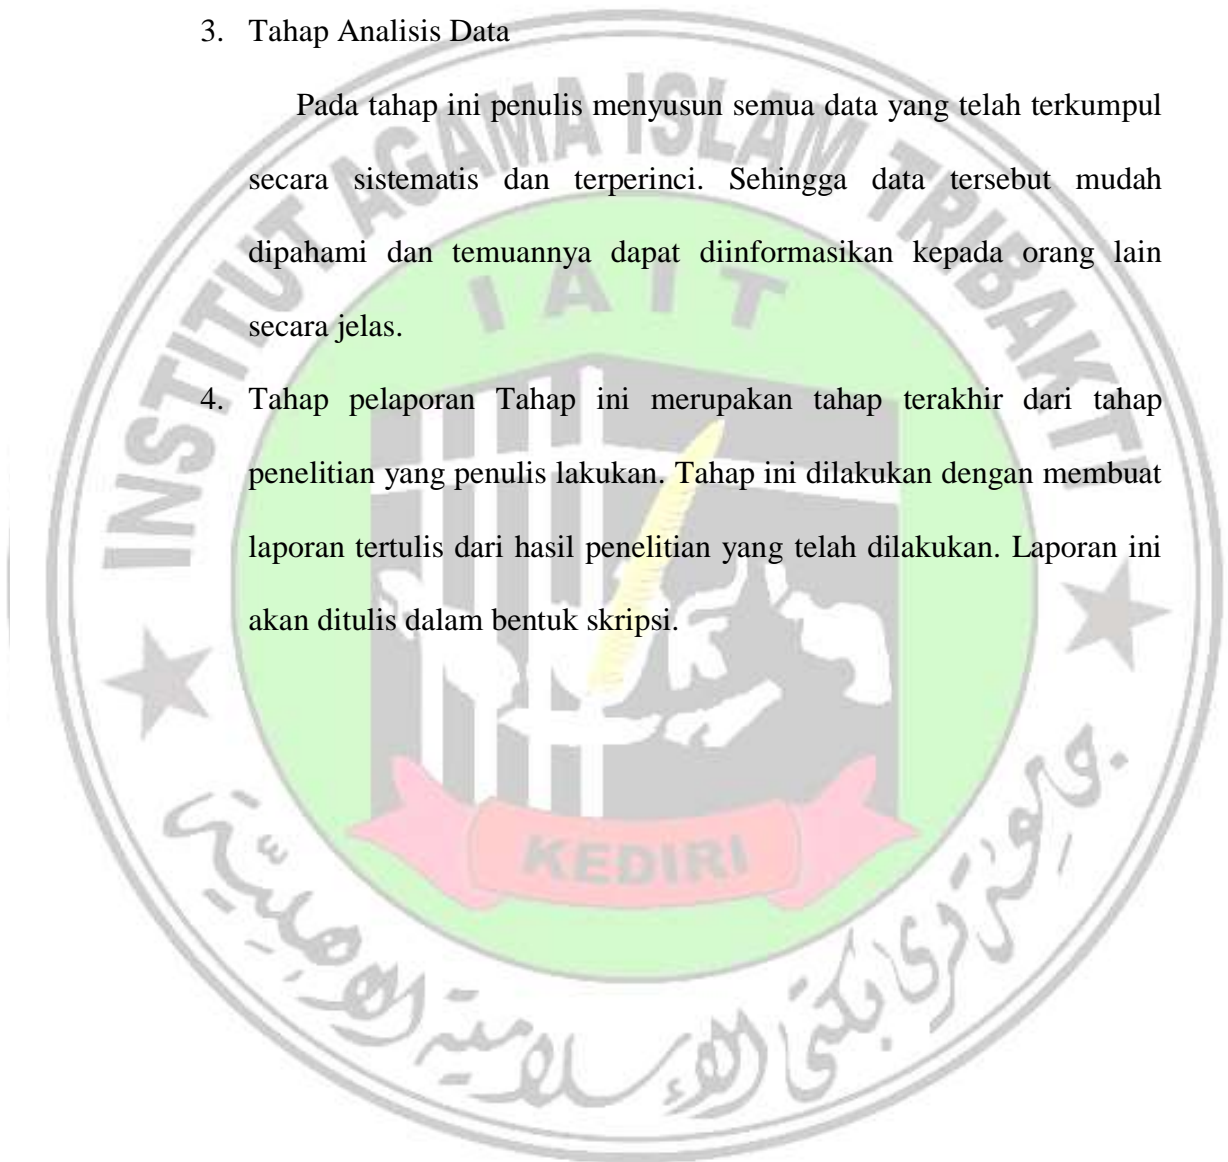 3. Tahap Analisis Data
Pada tahap ini penulis menyusun semua data yang telah terkumpul
secara sistematis dan terperinci. Sehingga data tersebut mudah
dipahami dan temuannya dapat diinformasikan kepada orang lain
secara jelas.
4. Tahap pelaporan Tahap ini merupakan tahap terakhir dari tahap
penelitian yang penulis lakukan. Tahap ini dilakukan dengan membuat
laporan tertulis dari hasil penelitian yang telah dilakukan. Laporan ini
akan ditulis dalam bentuk skripsi.
INSTITUT AGAMA ISLAM TRIBAKTI
IAIT
KEDIRI